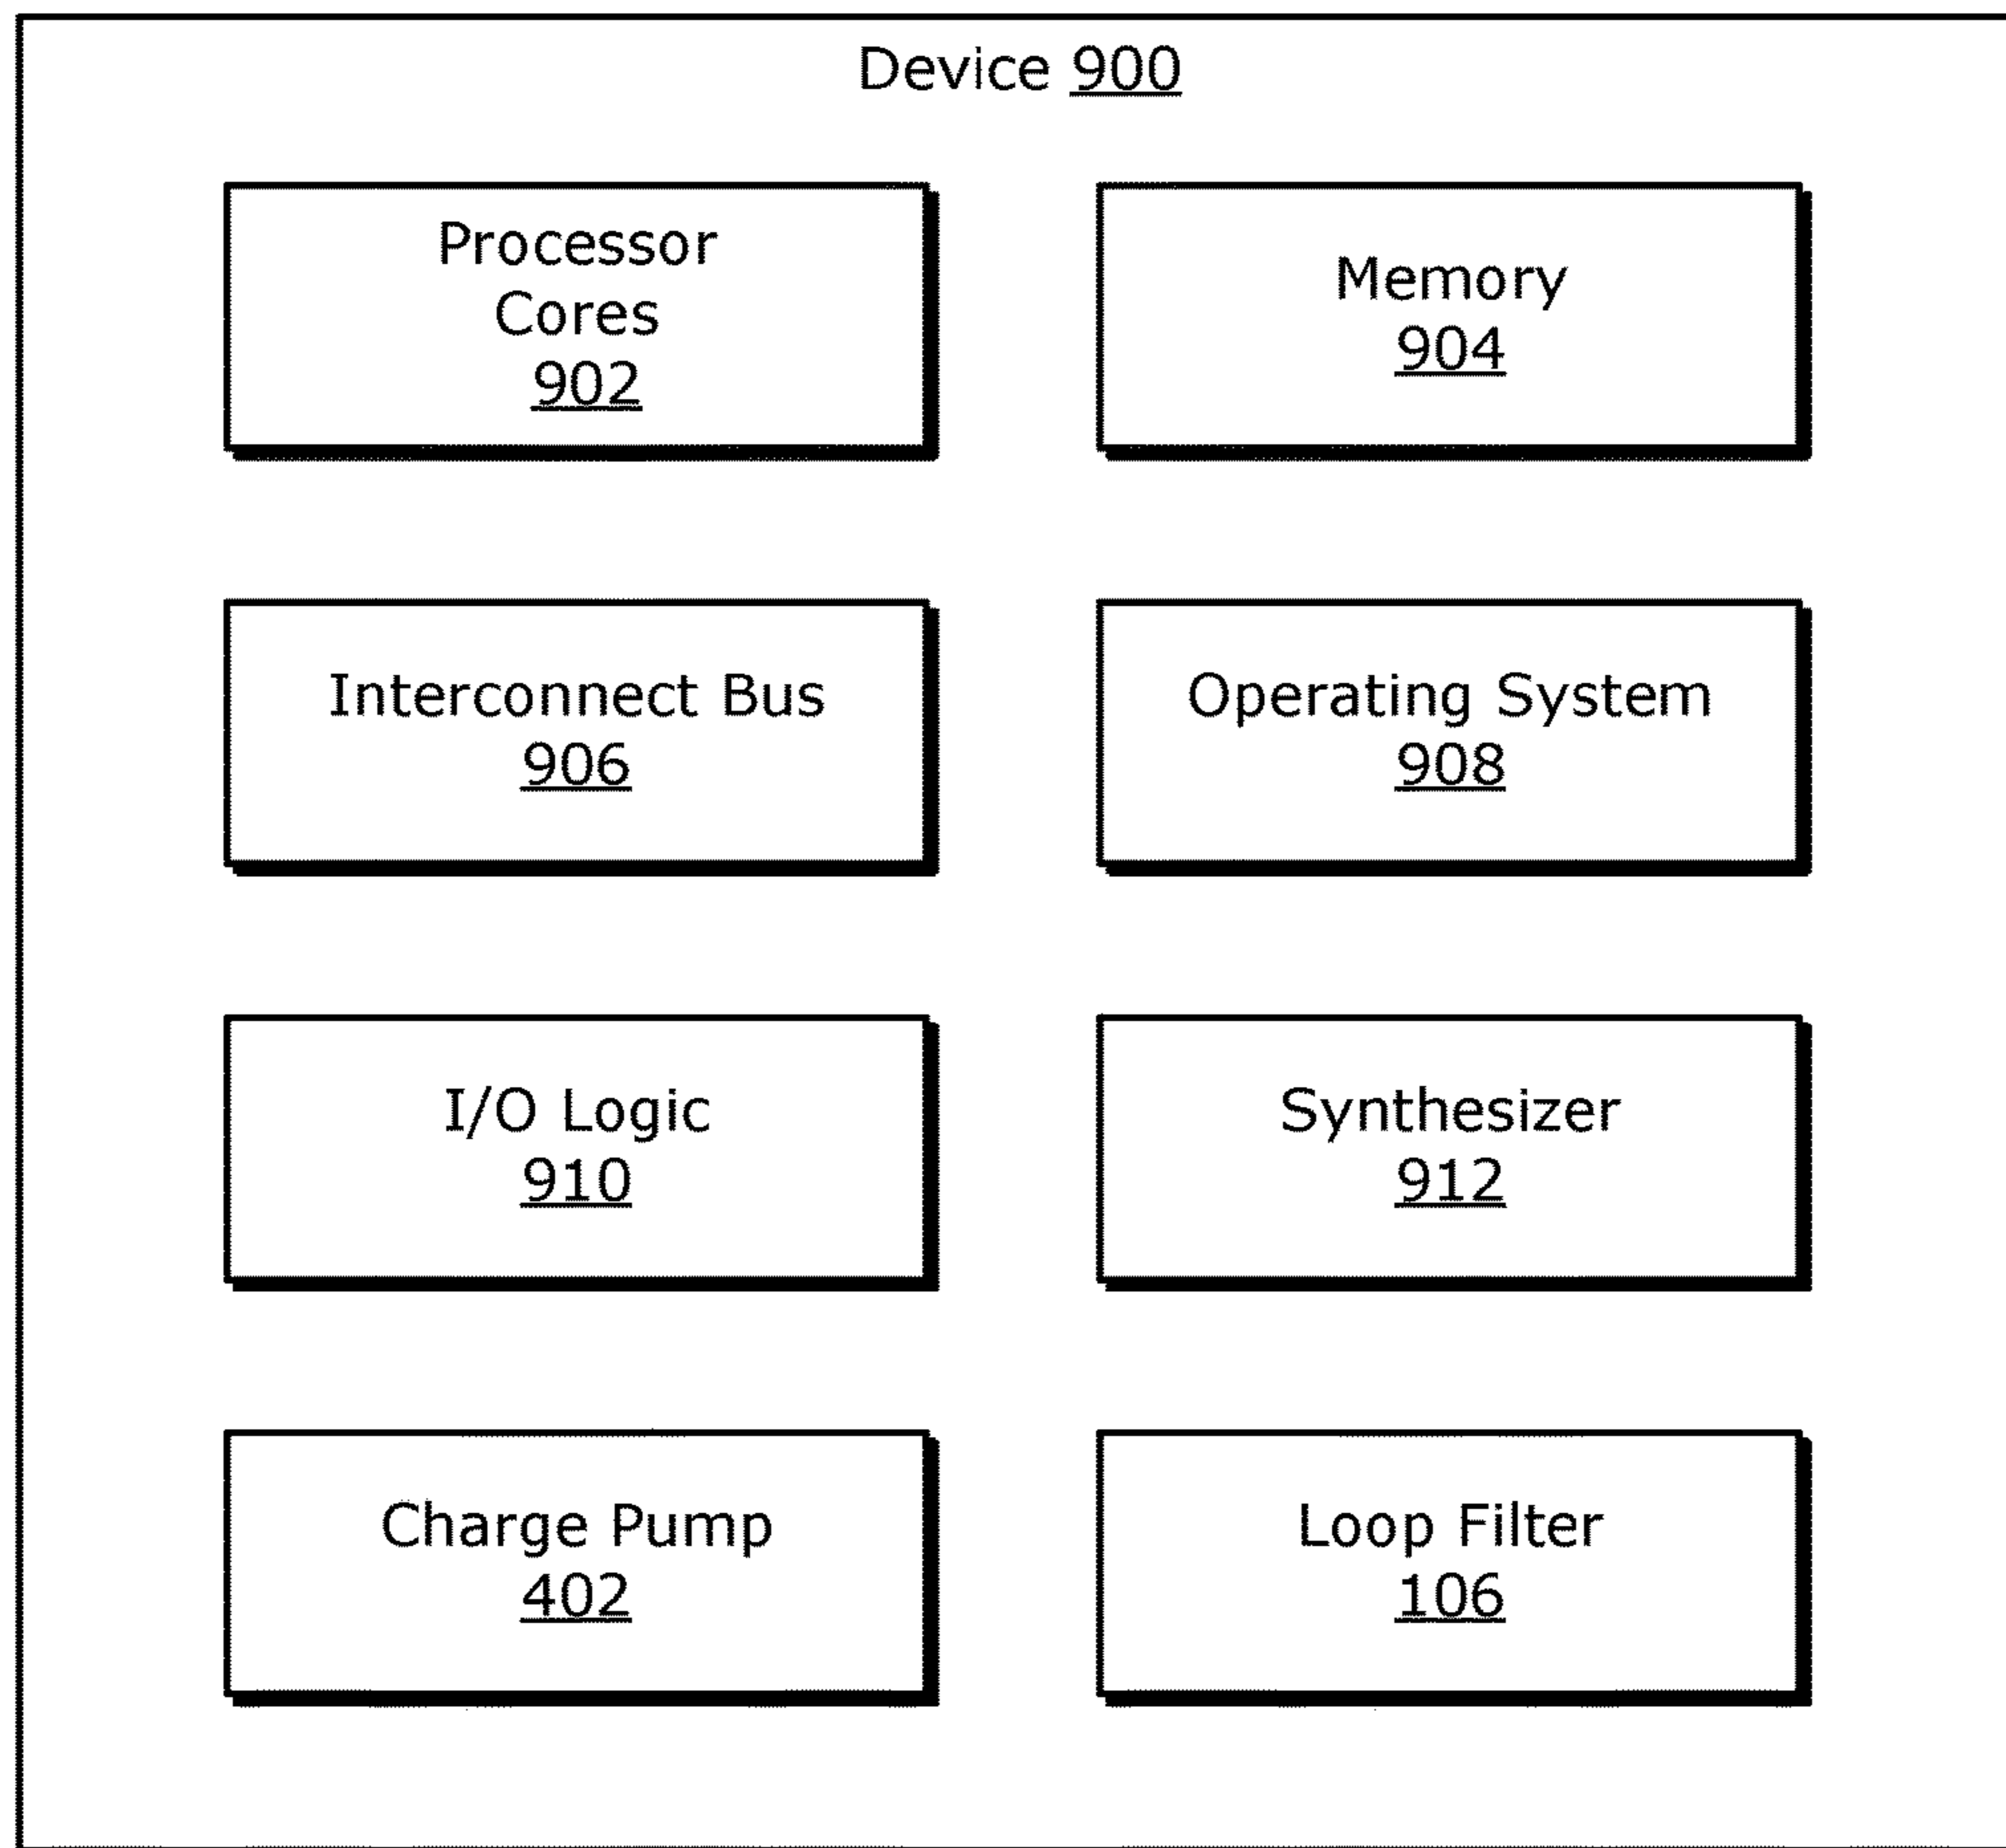 Device 900
Processor
Cores
902
Memory
904
Interconnect Bus
906
Operating System
908
I/O Logic
910
Synthesizer
912
Charge Pump
402
Loop Filter
106